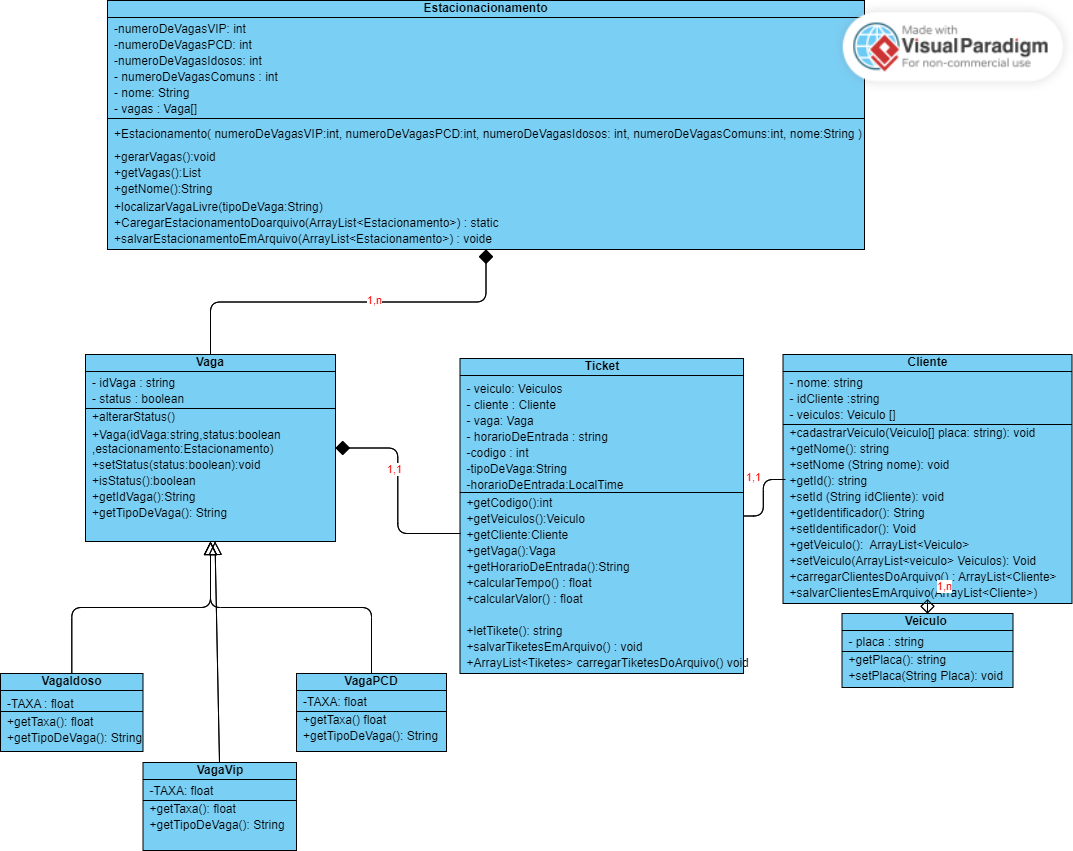 Estacionacionamento
-numeroDeVagasVIP: int
-numeroDeVagasPCD: int
-numeroDeVagasIdosos: int
- numeroDeVagasComuns : int
- nome: String
- vagas : Vaga[]
+Estacionamento( numeroDeVagasVIP:int, numeroDeVagasPCD:int, numeroDeVagasIdosos: int, numeroDeVagasComuns:int, nome:String )
+gerarVagas():void
+getVagas():List
+getNome():String
+localizarVagaLivre(tipoDeVaga:String)
+CaregarEstacionamentoDoarquivo(ArrayList<Estacionamento>) : static
+salvarEstacionamentoEmArquivo(ArrayList<Estacionamento>) : voide
Made with
Visual Paradigm
For non-commercial use
1,n
Vaga
- idVaga : string
- status : boolean
+alterarStatus()
+Vaga(idVaga:string,status:boolean
,estacionamento:Estacionamento)
+setStatus(status:boolean):void
+isStatus():boolean
+getIdVaga():String
+getTipoDeVaga(): String
1,1
Ticket
- veiculo: Veiculos
- cliente : Cliente
- vaga: Vaga
- horarioDeEntrada : string
-codigo : int
-tipoDeVaga:String
-horarioDeEntrada:LocalTime
+getCodigo():int
+getVeiculos():Veiculo
+getCliente:Cliente
+getVaga():Vaga
+getHorarioDeEntrada():String
+calcularTempo() : float
+calcularValor() : float
+letTikete(): string
+salvarTiketesEmArquivo() : void
+ArrayList<Tiketes> carregarTiketesDoArquivo() void
1,1
Cliente
- nome: string
- idCliente :string
- veiculos: Veiculo []
+cadastrarVeiculo(Veiculo[] placa: string): void
+getNome(): string
+setNome (String nome): void
+getId(): string
+setId (String idCliente): void
+getIdentificador(): String
+setIdentificador(): Void
+getVeiculo():  ArrayList<Veiculo>
+setVeiculo(ArrayList<veiculo> Veiculos): Void
+carregarClientesDoArquivo() : ArrayList<Cliente>
+salvarClientesEmArquivo(ArrayList<Cliente>)
1,n
Veiculo
- placa : string
+getPlaca(): string
+setPlaca(String Placa): void
VagaIdoso
-TAXA : float
+getTaxa(): float
+getTipoDeVaga(): String
VagaPCD
-TAXA: float
+getTaxa() float
+getTipoDeVaga(): String
VagaVip
-TAXA: float
+getTaxa(): float
+getTipoDeVaga(): String